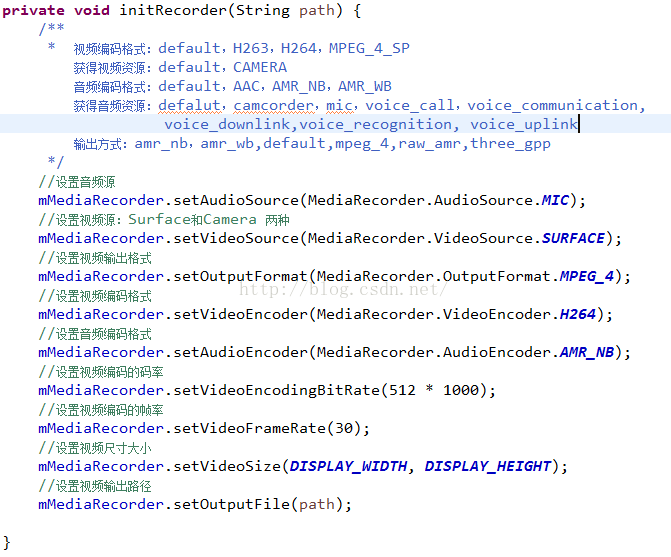 private void initRecorder(String path) {
/**
* 视频编码格式：default，H263，H264，MPEG_4_SP
获得视频资源：default，CAMERA
音频编码格式：default，AAC，AMR_NB，AMR_WB
获得音频资源：defalut，camcorder，mic，voice_call，voice_communication,
voice_downlink,voice_recognition, voice_uplink
输出方式：amr_nb，amr_wb,default,mpeg_4,raw_amr,three_gpp
*/
//设置音频源
mMediaRecorder.setAudioSource(MediaRecorder.AudioSource.MIC);
//设置视频源：Surface和Camera 两种
mMediaRecorder.setVideoSource(MediaRecorder.VideoSource.SURFACE);
//设置视频输出格式
mMediaRecorder.setOutputFormat(MediaRecorder.OutputFormat.MPEG_4);
http://blog.csdn.net/
//设置视频编码格式
mMediaRecorder.setVideoEncoder(MediaRecorder.VideoEncoder.H264);
//设置音频编码格式
mMediaRecorder.setAudioEncoder(MediaRecorder.AudioEncoder.AMR_NB);
//设置视频编码的码率
mMediaRecorder.setVideoEncodingBitRate(512 * 1000);
//设置视频编码的帧率
mMediaRecorder.setVideoFrameRate(30);
//设置视频尺寸大小
mMediaRecorder.setVideoSize(DISPLAY_WIDTH, DISPLAY_HEIGHT);
//设置视频输出路径
mMediaRecorder.setOutputFile(path);
}